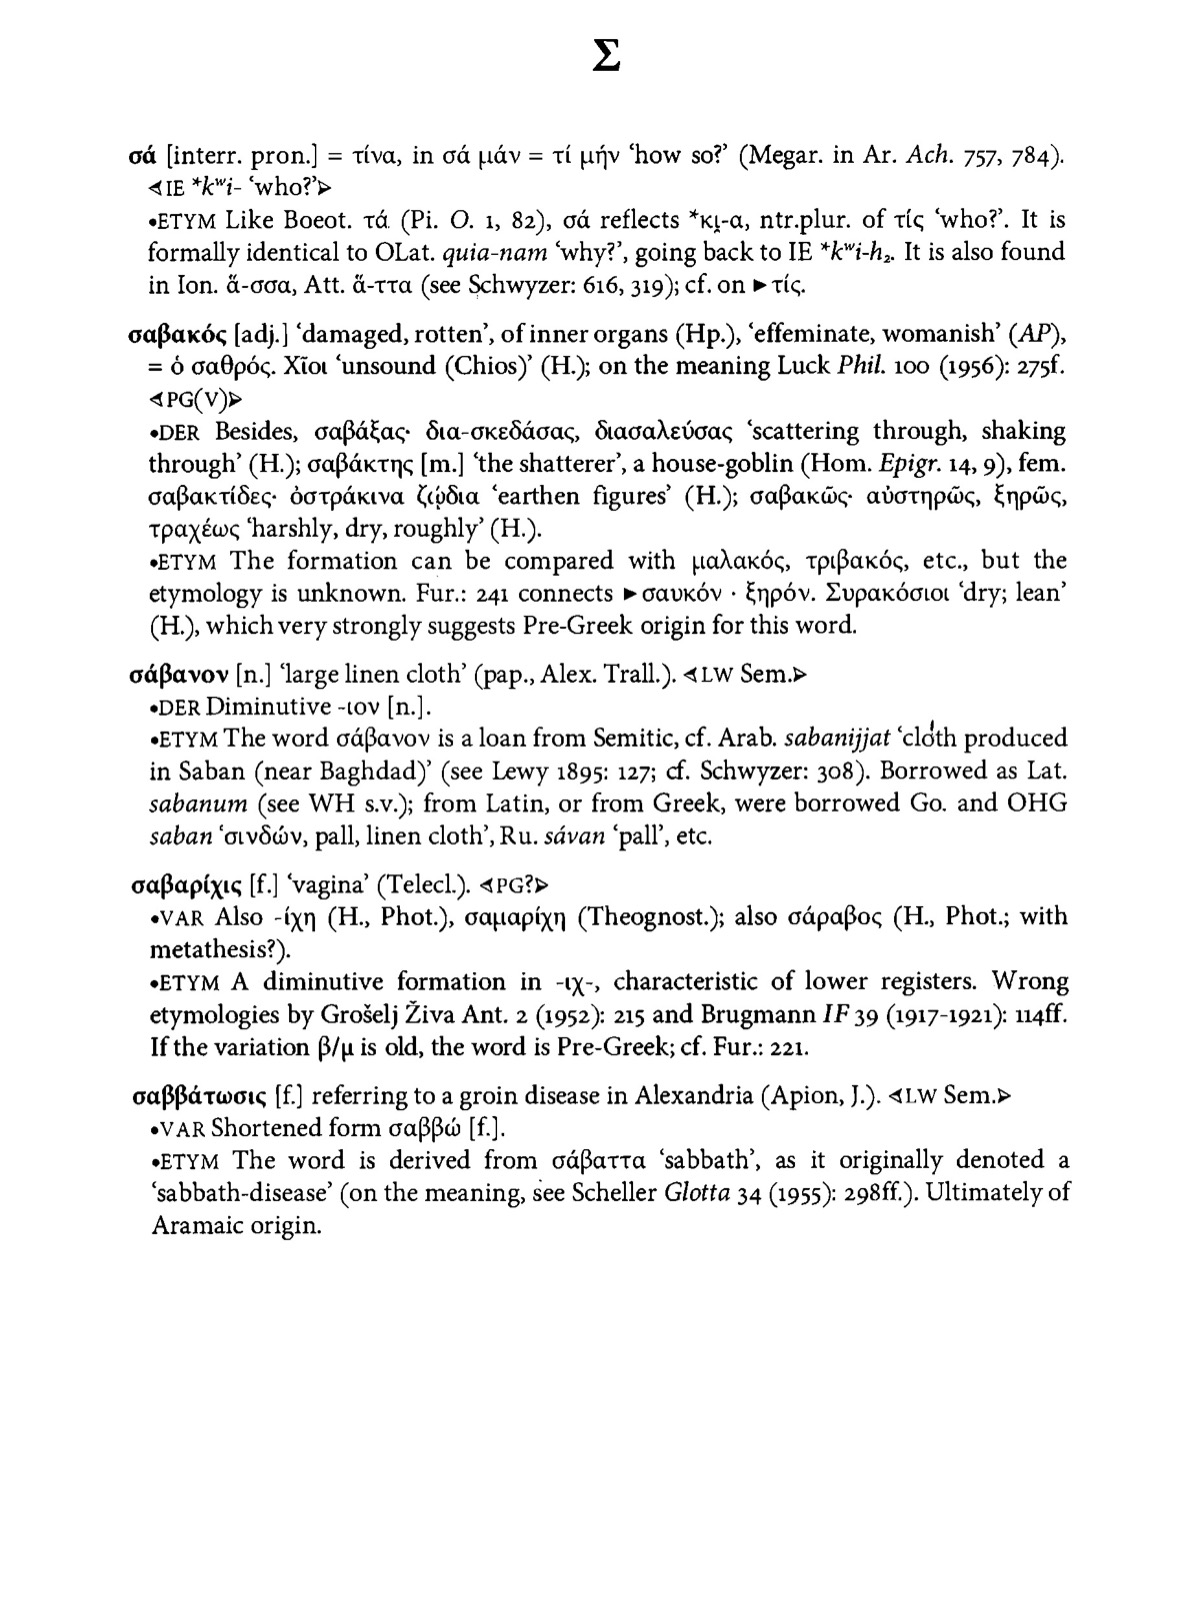 Σ
σά [interr. pron.] = τίνα, in σά μάν = τί μήν ‘how so?’ (Megar. in Ar. Ach. 757, 784).
⊲IE *kʷi- ‘who?’⊳
•ETYM Like Boeot. τά (Pi. O. 1, 82), σά reflects *κι̯-α, ntr.plur. of τίς ‘who?’. It is
formally identical to OLat. quia-nam ‘why?’, going back to IE *kʷi-h₂. It is also found
in Ion. ἅ-σσα, Att. ἅ-ττα (see Schwyzer: 616, 319); cf. on ►τίς.
σαβακός [adj.] ‘damaged, rotten’, of inner organs (Hp.), ‘effeminate, womanish’ (AP),
= ὁ σαθρός. Χῖοι ‘unsound (Chios)’ (H.); on the meaning Luck Phil. 100 (1956): 275f.
⊲PG(V)⊳
•DER Besides, σαβάξας· δια-σκεδάσας, διασαλεύσας ‘scattering through, shaking
through’ (H.); σαβάκτης [m.] ‘the shatterer’, a house-goblin (Hom. Epigr. 14, 9), fem.
σαβακτίδες· ὀστράκινα ζῳδια ‘earthen figures’ (H.); σαβακῶς· αὐστηρῶς, ξηρῶς,
τραχέως ‘harshly, dry, roughly’ (H.).
•ETYM The formation can be compared with μαλακός, τριβακός, etc., but the
etymology is unknown. Fur.: 241 connects ►σαυκόν · ξηρόν. Συρακόσιοι ‘dry; lean’
(H.), which very strongly suggests Pre-Greek origin for this word.
σάβανον [n.] ‘large linen cloth’ (pap., Alex. Trall.). ⊲LW Sem.⊳
•DER Diminutive -ιον [n.].
•ETYM The word σάβανον is a loan from Semitic, cf. Arab. sabanijjat ‘cloth produced
in Saban (near Baghdad)’ (see Lewy 1895: 127; cf. Schwyzer: 308). Borrowed as Lat.
sabanum (see WH s.v.); from Latin, or from Greek, were borrowed Go. and OHG
saban ‘σινδών, pall, linen cloth’, Ru. sávan ‘pall’, etc.
σαβαρίχις [f.] ‘vagina’ (Telecl.). ⊲PG?⊳
•VAR Also -ίχη (H., Phot.), σαμαρίχη (Theognost.); also σάραβος (H., Phot.; with
metathesis?).
•ETYM A diminutive formation in -ιχ-, characteristic of lower registers. Wrong
etymologies by Grošelj Živa Ant. 2 (1952): 215 and Brugmann IF 39 (1917-1921): 114ff.
If the variation β/μ is old, the word is Pre-Greek; cf. Fur.: 221.
σαββάτωσις [f.] referring to a groin disease in Alexandria (Apion, J.). ⊲LW Sem.⊳
•VAR Shortened form σαββώ [f.].
•ETYM The word is derived from σάβαττα ‘sabbath’, as it originally denoted a
‘sabbath-disease’ (on the meaning, see Scheller Glotta 34 (1955): 298ff.). Ultimately of
Aramaic origin.